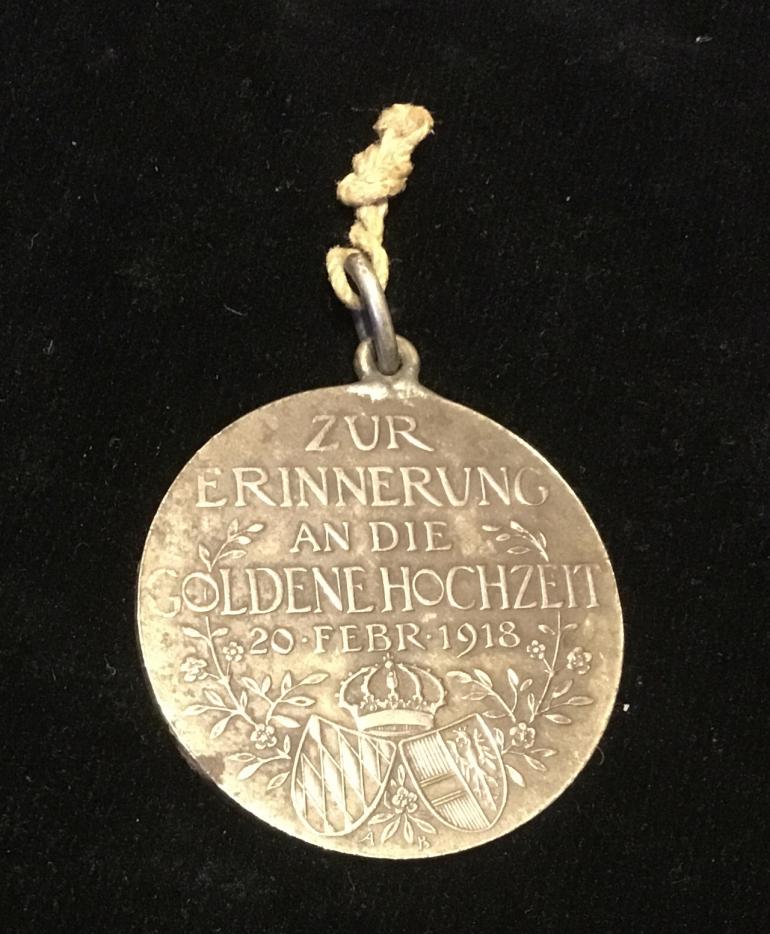 ZUR
ERINNERUNG
AN DIE
GOLDENE HOCHZEIT
20·FEBR·1918
A B